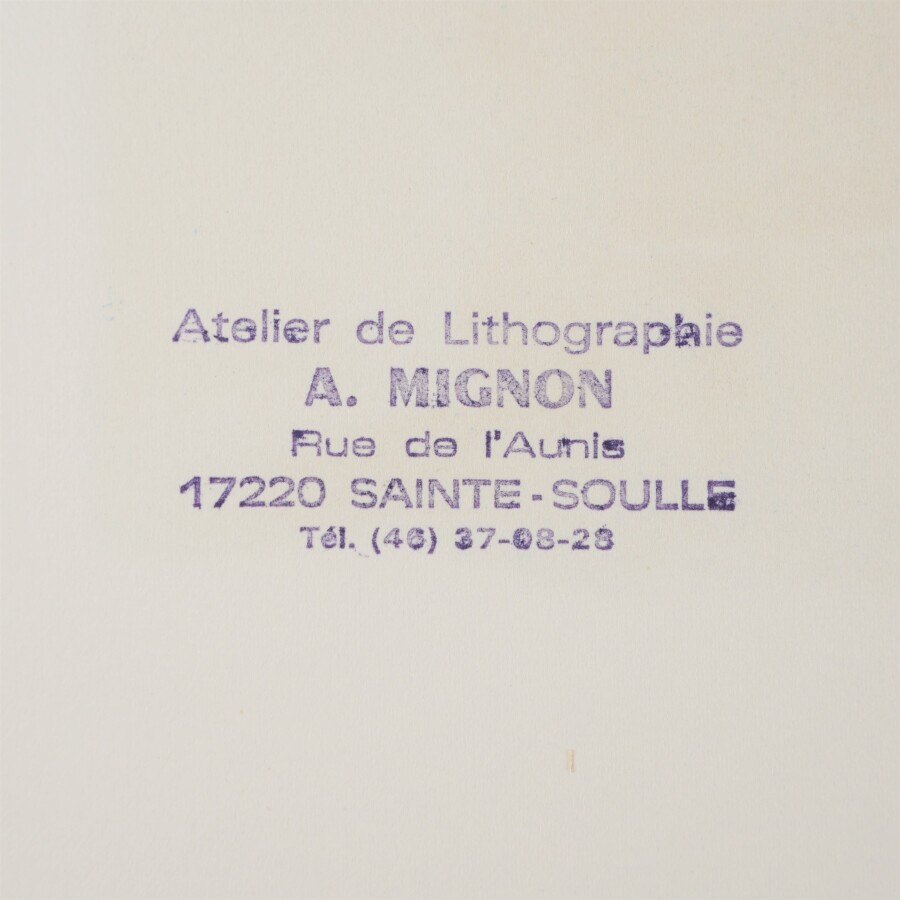 Atelier de Lithographie
A. MIGNON
Rue de l'Aunis
17220 SAINTE-SOULLE
Tél. (46) 37-08-28